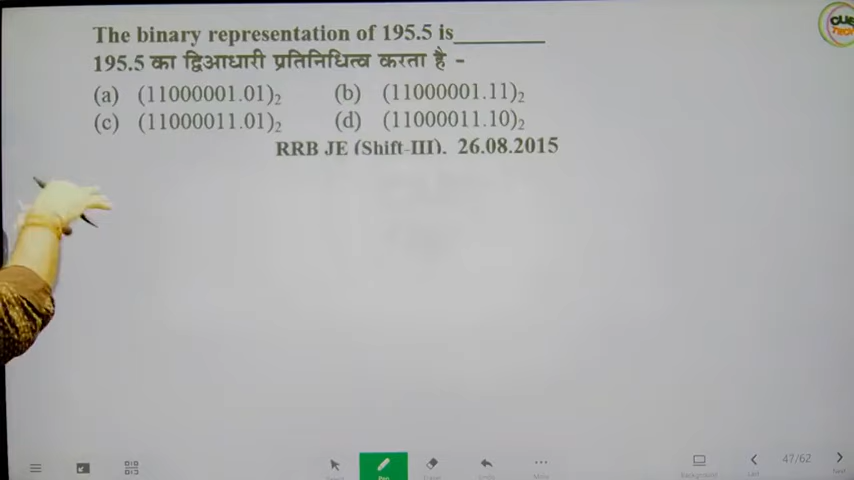 The binary representation of 195.5 is__________
195.5 का द्विआधारी प्रतिनिधित्व करता है -
(a) (11000001.01)₂ (b) (11000001.11)₂
(c) (11000011.01)₂ (d) (11000011.10)₂
RRB JE (Shift-III). 26.08.2015
47/62